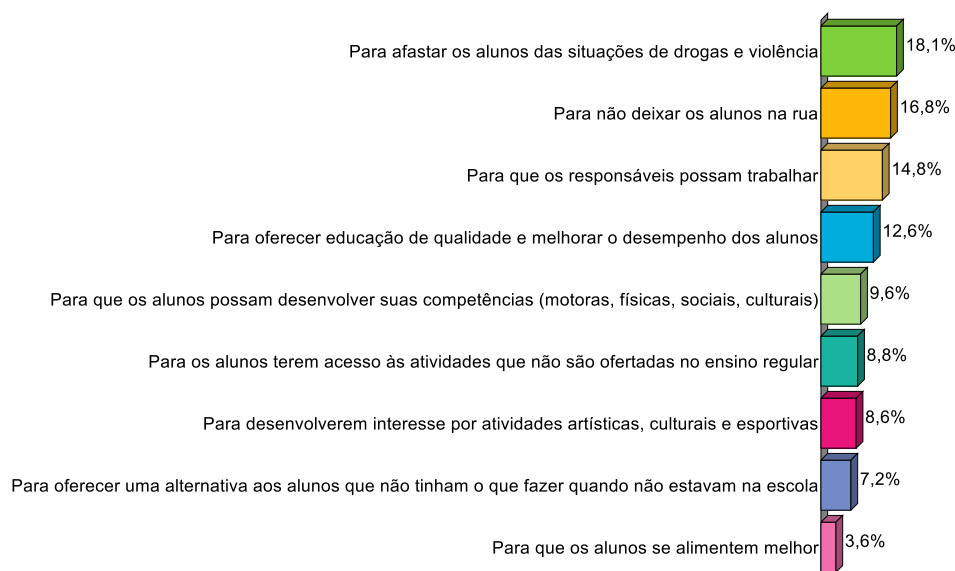 Para afastar os alunos das situações de drogas e violência 18,1%
Para não deixar os alunos na rua 16,8%
Para que os responsáveis possam trabalhar 14,8%
Para oferecer educação de qualidade e melhorar o desempenho dos alunos 12,6%
Para que os alunos possam desenvolver suas competências (motoras, físicas, sociais, culturais) 9,6%
Para os alunos terem acesso às atividades que não são ofertadas no ensino regular 8,8%
Para desenvolverem interesse por atividades artísticas, culturais e esportivas 8,6%
Para oferecer uma alternativa aos alunos que não tinham o que fazer quando não estavam na escola 7,2%
Para que os alunos se alimentem melhor 3,6%